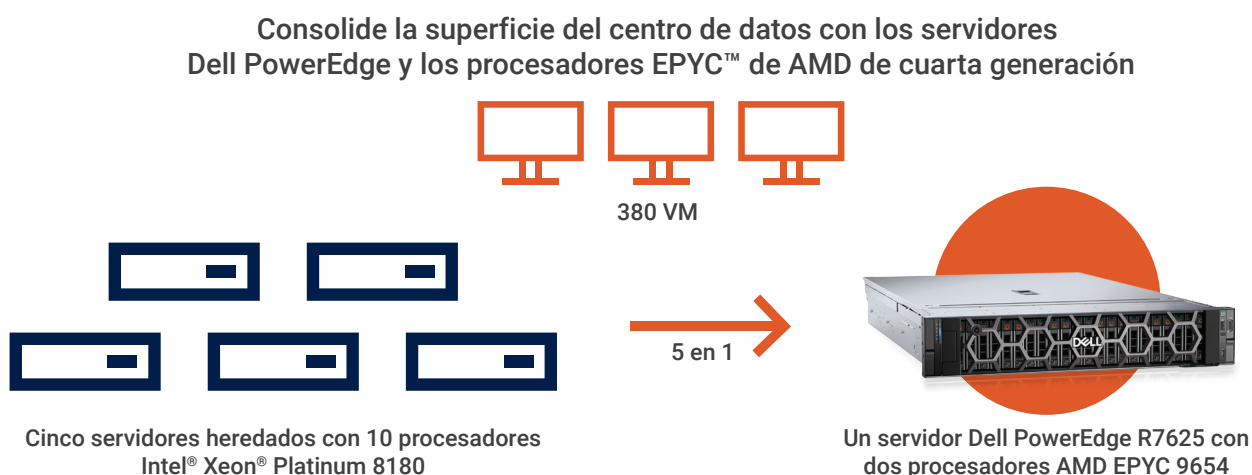 Consolide la superficie del centro de datos con los servidores
Dell PowerEdge y los procesadores EPYC™ de AMD de cuarta generación
380 VM
5 en 1
DELL
Cinco servidores heredados con 10 procesadores
Intel® Xeon® Platinum 8180
Un servidor Dell PowerEdge R7625 con
dos procesadores AMD EPYC 9654